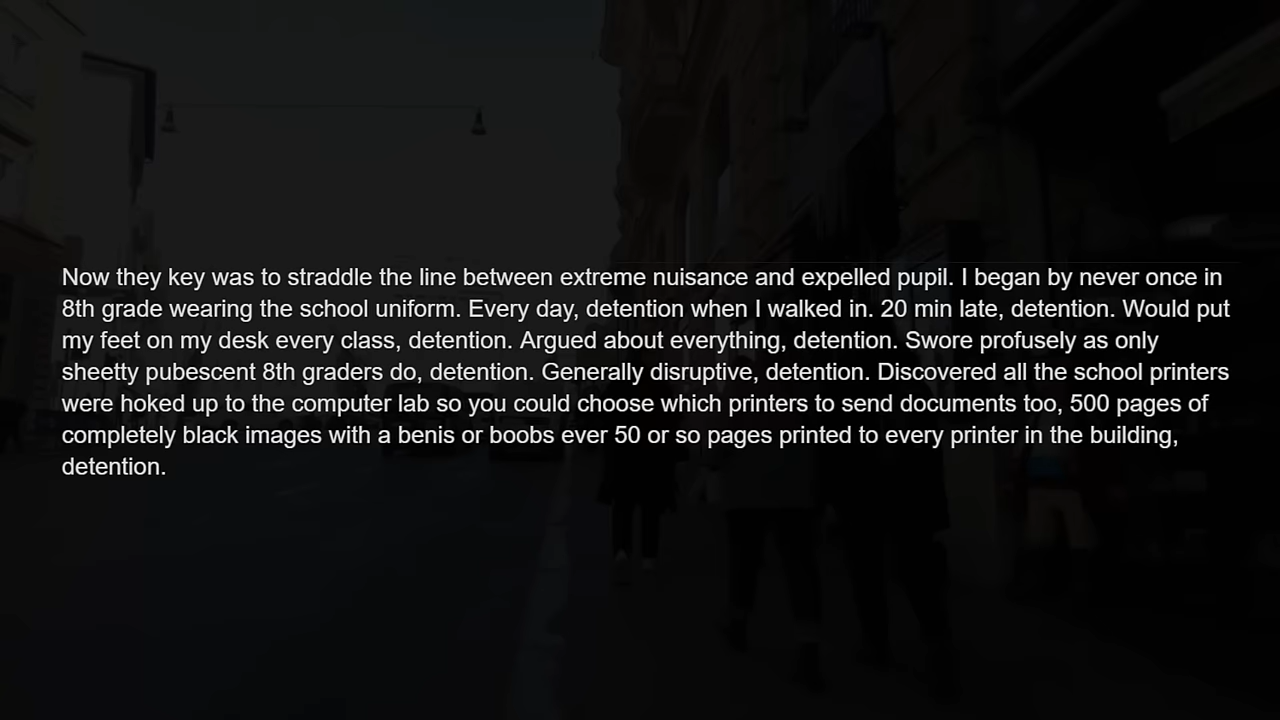 Now they key was to straddle the line between extreme nuisance and expelled pupil. I began by never once in
8th grade wearing the school uniform. Every day, detention when I walked in. 20 min late, detention. Would put
my feet on my desk every class, detention. Argued about everything, detention. Swore profusely as only
sheetty pubescent 8th graders do, detention. Generally disruptive, detention. Discovered all the school printers
were hoked up to the computer lab so you could choose which printers to send documents too, 500 pages of
completely black images with a benis or boobs ever 50 or so pages printed to every printer in the building,
detention.